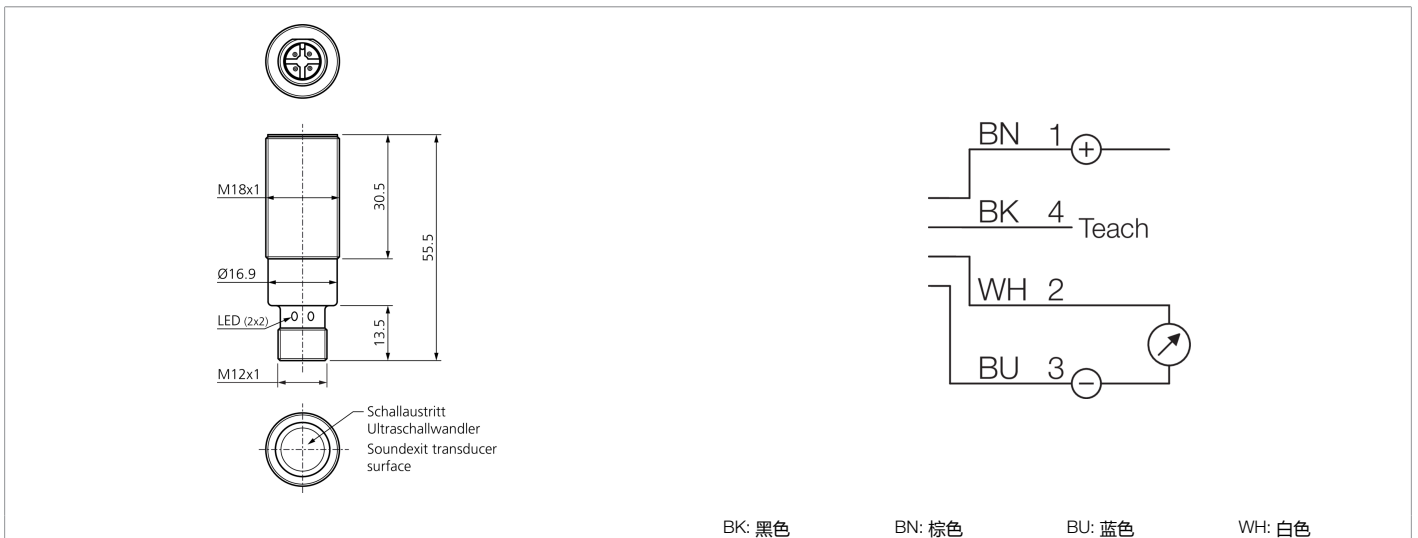 M18x1
30.5
55.5
Ø16.9
LED (2x2)
13.5
M12x1
Schallaustritt
Ultraschallwandler
Soundexit transducer
surface
BN 1
BK 4
Teach
WH 2
BU 3
BK: 黑色 BN: 棕色 BU: 蓝色 WH: 白色